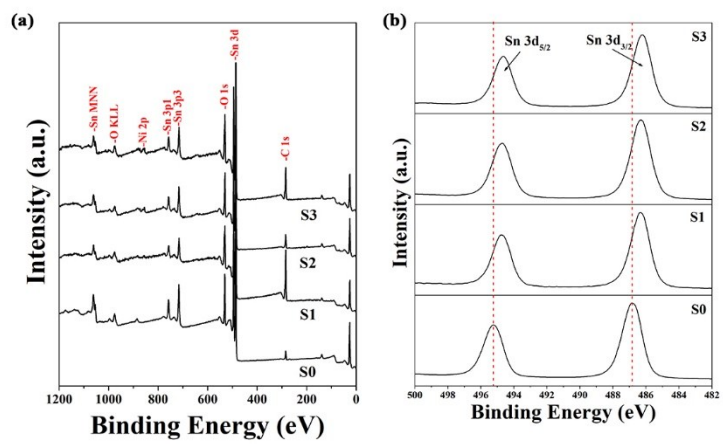 (a)
-Sn MNN
-O KLL
-Ni 2p
-Sn 3p1
-Sn 3p3
-O 1s
-Sn 3d
-C 1s
S3
S2
S1
S0
Intensity (a.u.)
1200 1000 800 600 400 200 0
Binding Energy (eV)
(b)
Sn 3d5/2
Sn 3d3/2
S3
S2
S1
S0
Intensity (a.u.)
500 498 496 494 492 490 488 486 484 482
Binding Energy (eV)